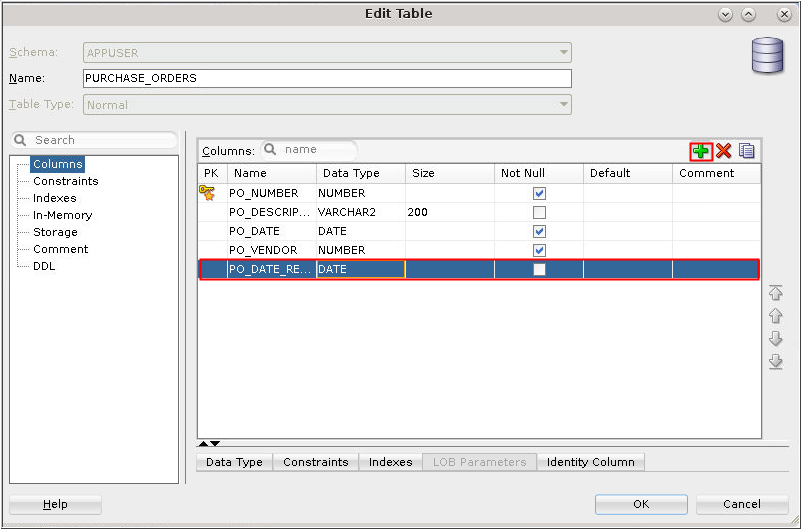 Edit Table
Schema: APPUSER
Name: PURCHASE_ORDERS
Table Type: Normal
Search
Columns
Constraints
Indexes
In-Memory
Storage
Comment
DDL
Columns: name
PK Name Data Type Size Not Null Default Comment
PO_NUMBER NUMBER
PO_DESCRIP... VARCHAR2 200
PO_DATE DATE
PO_VENDOR NUMBER
PO_DATE_RE... DATE
Data Type Constraints Indexes LOB Parameters Identity Column
Help OK Cancel